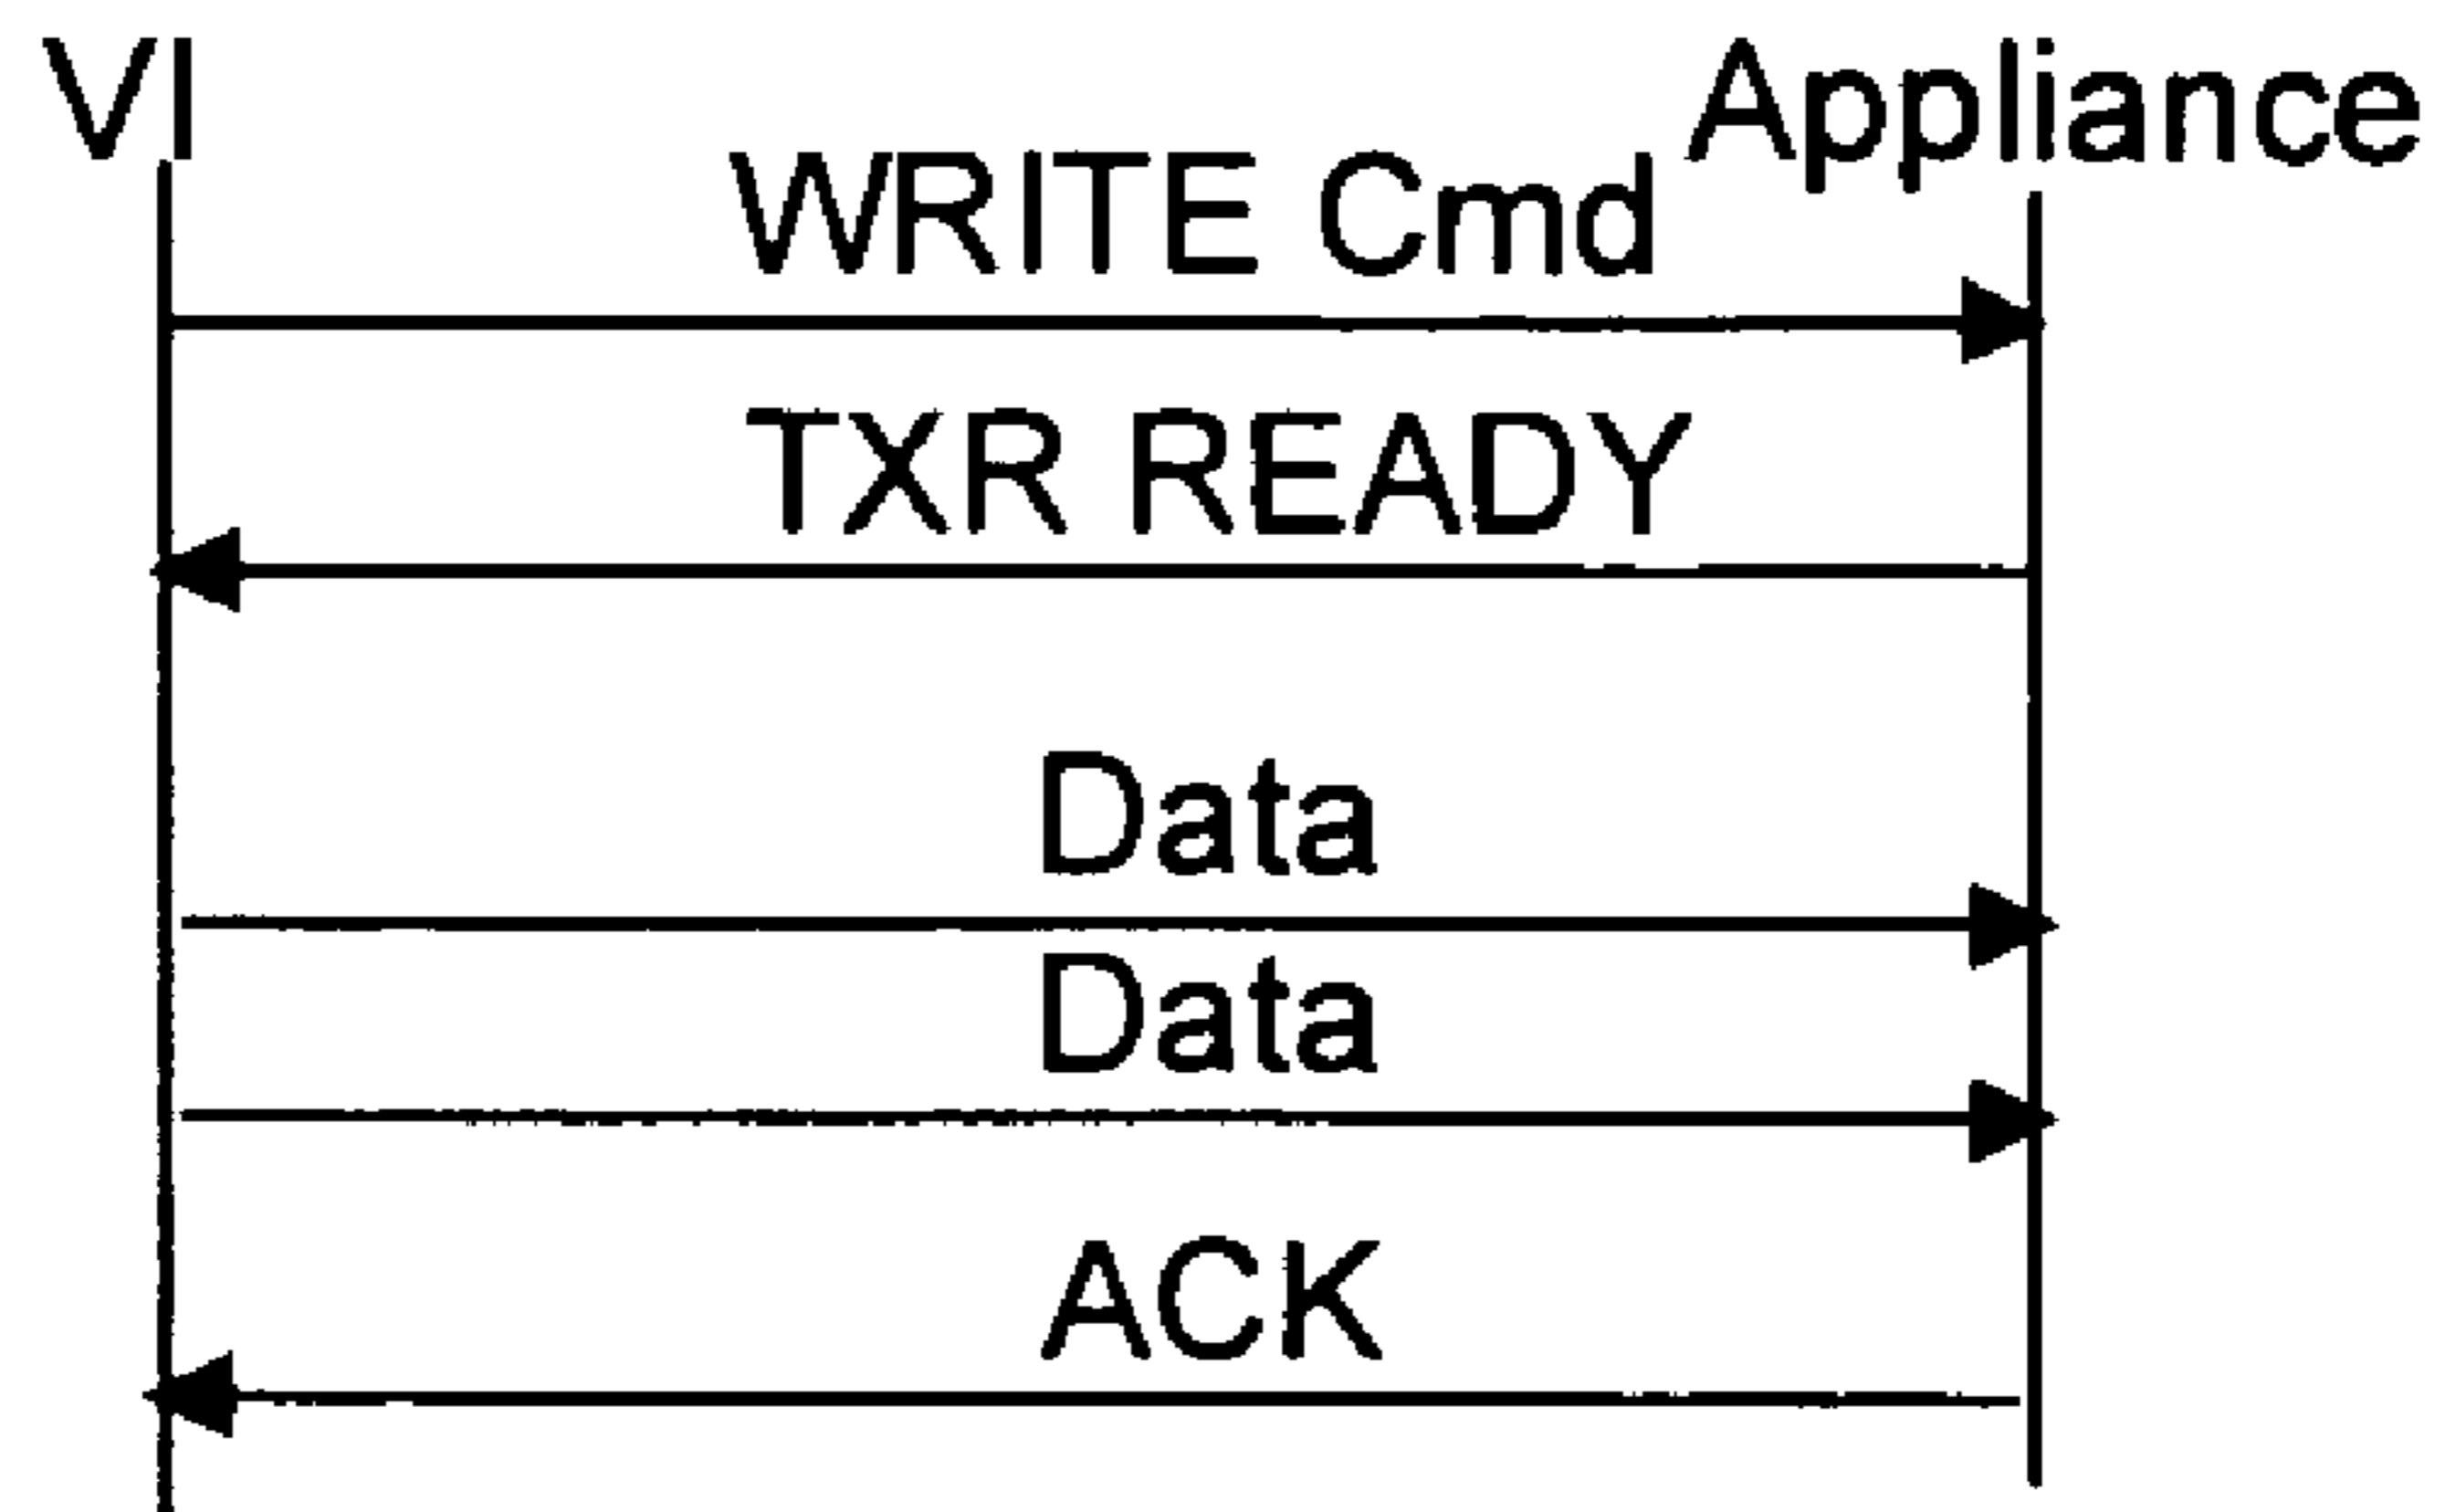 VI Appliance
WRITE Cmd
TXR READY
Data
Data
ACK